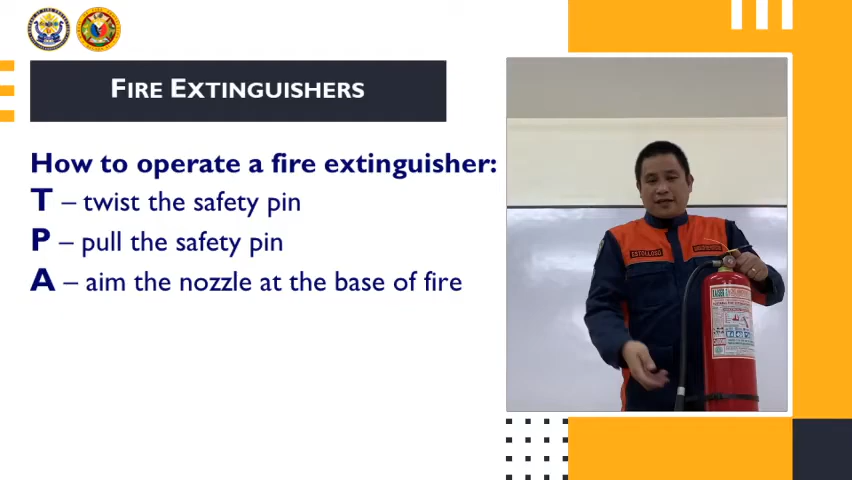 FIRE EXTINGUISHERS
How to operate a fire extinguisher:
T – twist the safety pin
P – pull the safety pin
A – aim the nozzle at the base of fire
ESTOLLOSO